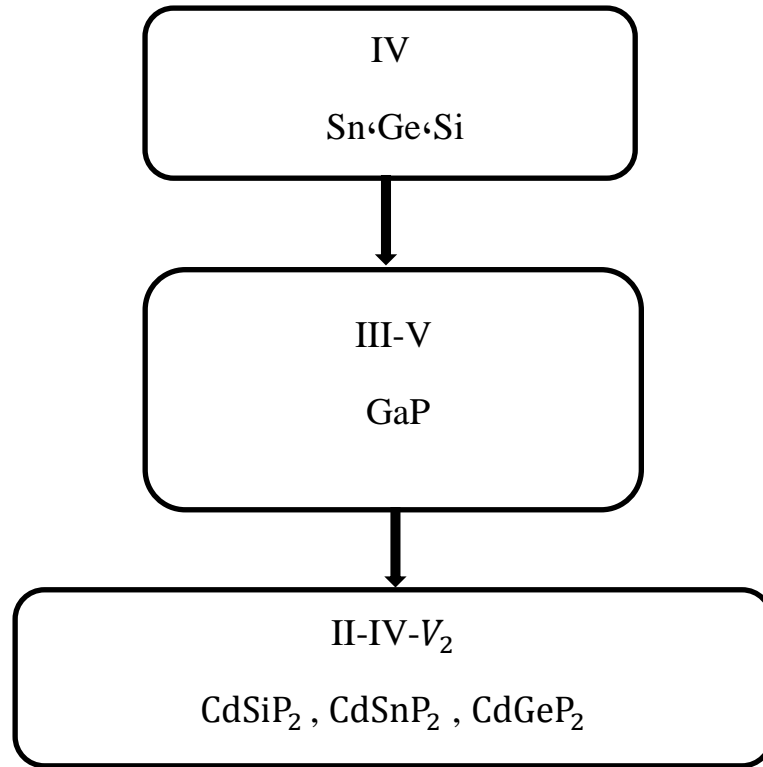 IV
Sn،Ge،Si
III-V
GaP
II-IV-V₂
CdSiP₂ , CdSnP₂ , CdGeP₂